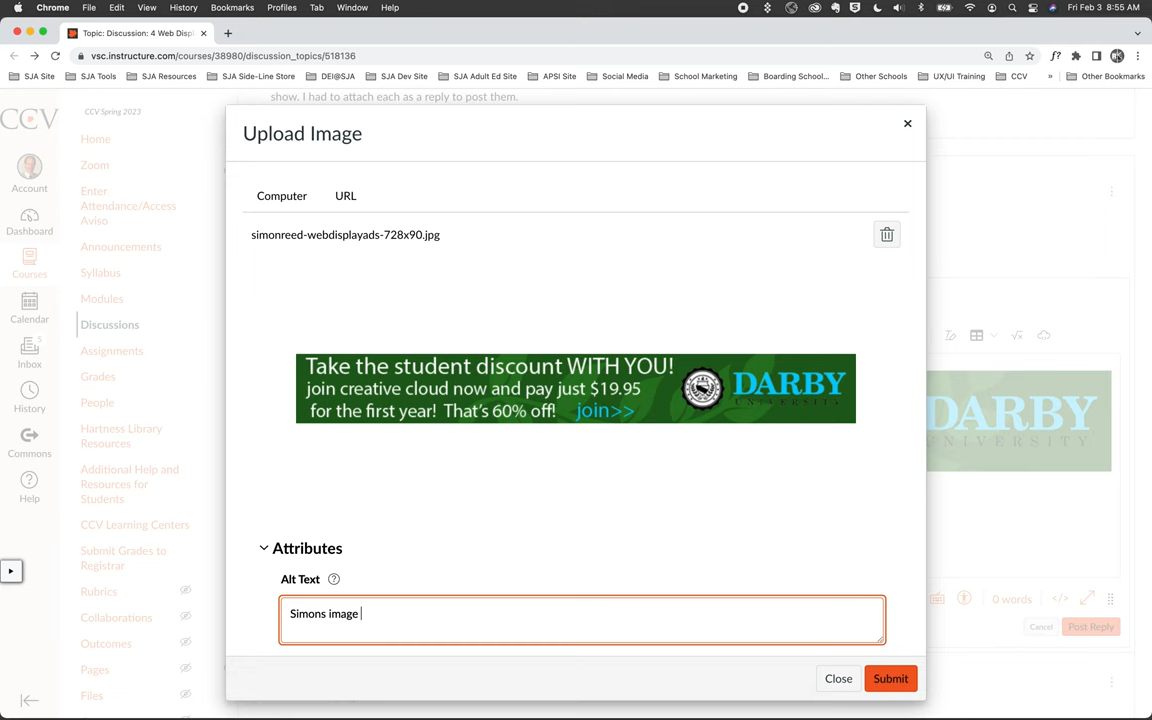 Chrome File Edit View History Bookmarks Profiles Tab Window Help Fri Feb 3 8:55 AM
Topic: Discussion: 4 Web Displ
vsc.instructure.com/courses/38980/discussion_topics/518136
SJA Site SJA Tools SJA Resources SJA Side-Line Store DEI@SJA SJA Dev Site SJA Adult Ed Site APSI Site Social Media School Marketing Boarding School... Other Schools UX/UI Training CCV » Other Bookmarks
show. I had to attach each as a reply to post them.
CCV
Account
Dashboard
Courses
Calendar
5
Inbox
History
Commons
Help
CCV Spring 2023
Home
Zoom
Enter
Attendance/Access
Aviso
Announcements
Syllabus
Modules
Discussions
Assignments
Grades
People
Hartness Library
Resources
Additional Help and
Resources for
Students
CCV Learning Centers
Submit Grades to
Registrar
Rubrics
Collaborations
Outcomes
Pages
Files
Upload Image
Computer URL
simonreed-webdisplayads-728x90.jpg
Take the student discount WITH YOU!
join creative cloud now and pay just $19.95
for the first year! That's 60% off! join>>
DARBY
UNIVERSITY
Attributes
Alt Text
Simons image
Close Submit
DARBY
UNIVERSITY
0 words </>
Cancel Post Reply